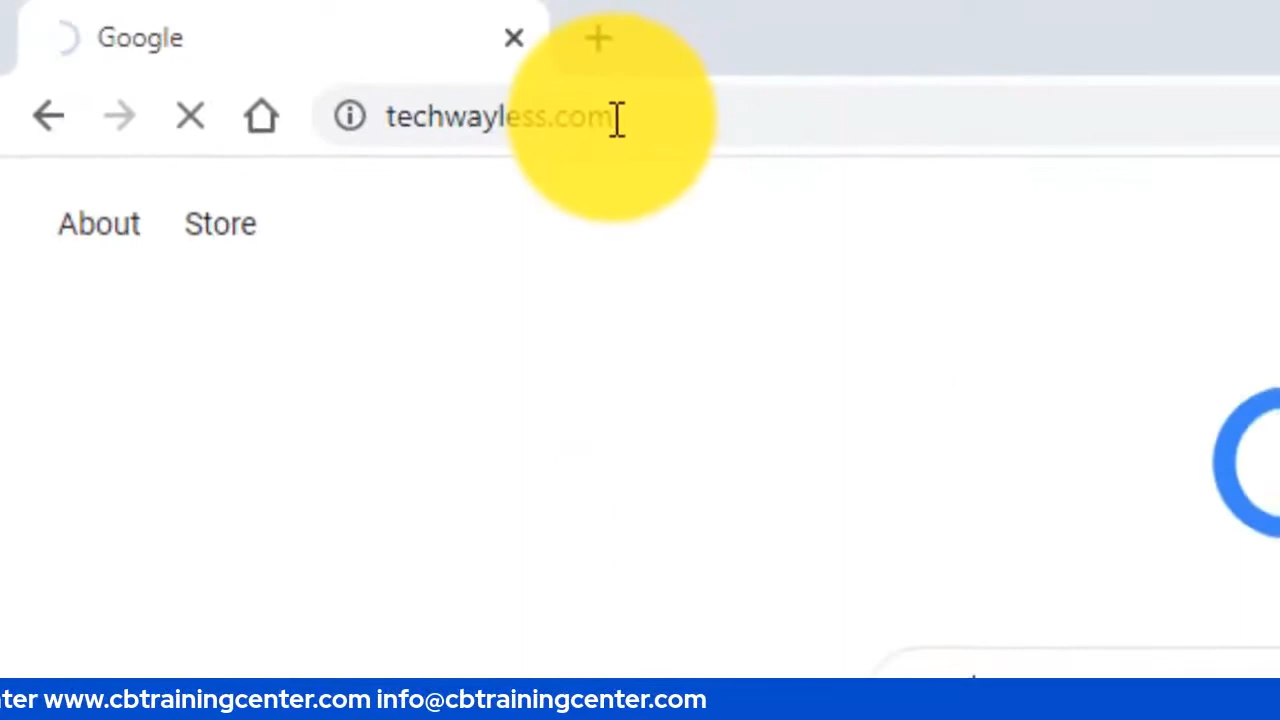 Google
techwayless.com
About Store
ter www.cbtrainingcenter.com info@cbtrainingcenter.com